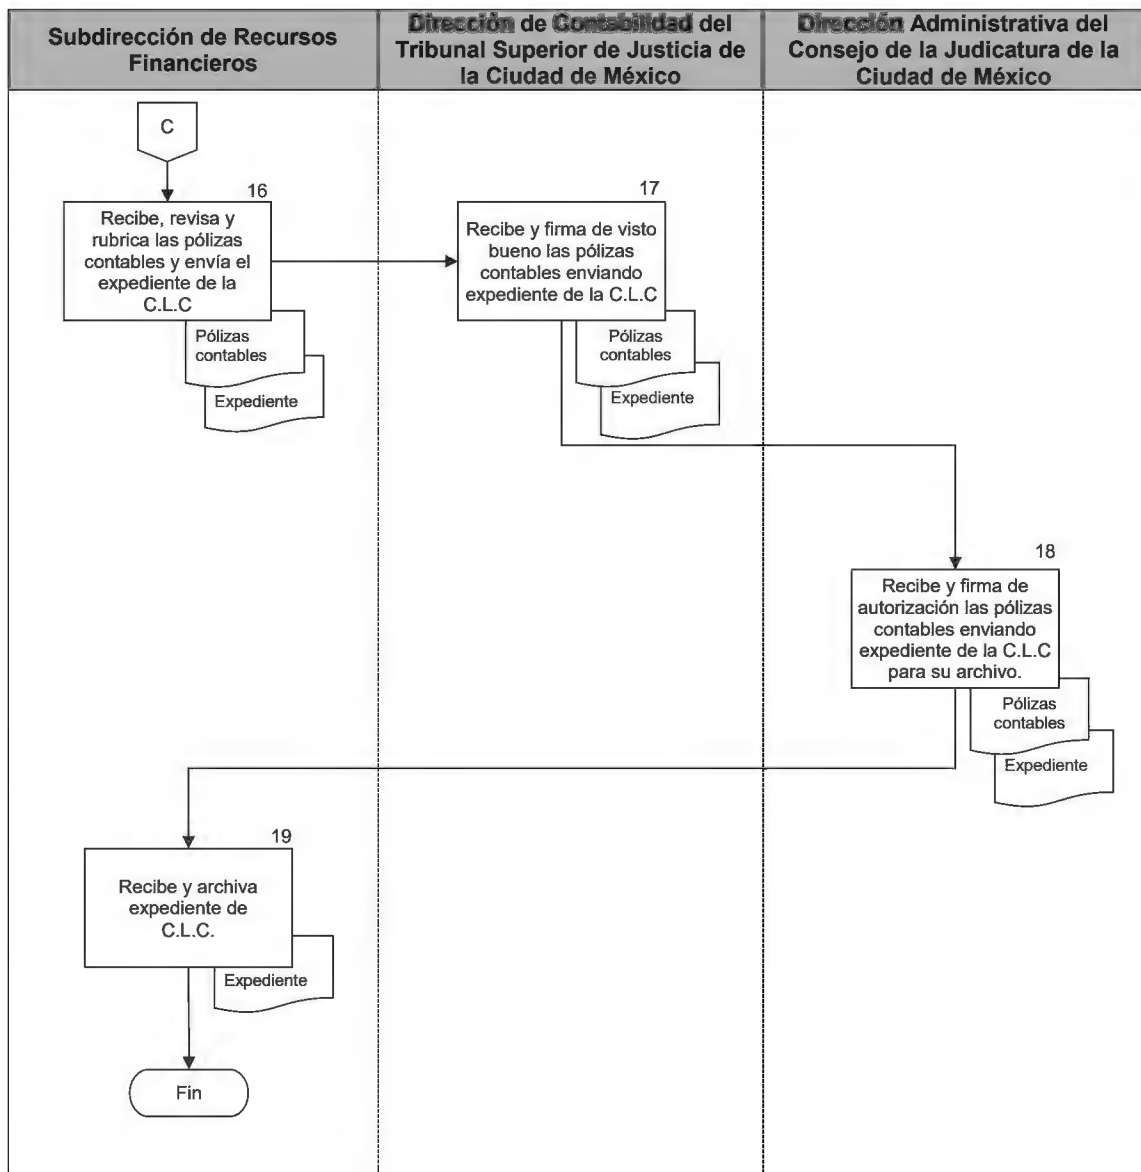 Subdirección de Recursos
Financieros
Dirección de Contabilidad del
Tribunal Superior de Justicia de
la Ciudad de México
Dirección Administrativa del
Consejo de la Judicatura de la
Ciudad de México
C
16
Recibe, revisa y
rubrica las pólizas
contables y envía el
expediente de la
C.L.C
Pólizas
contables
Expediente
17
Recibe y firma de visto
bueno las pólizas
contables enviando
expediente de la C.L.C
Pólizas
contables
Expediente
18
Recibe y firma de
autorización las pólizas
contables enviando
expediente de la C.L.C
para su archivo.
Pólizas
contables
Expediente
19
Recibe y archiva
expediente de
C.L.C.
Expediente
Fin